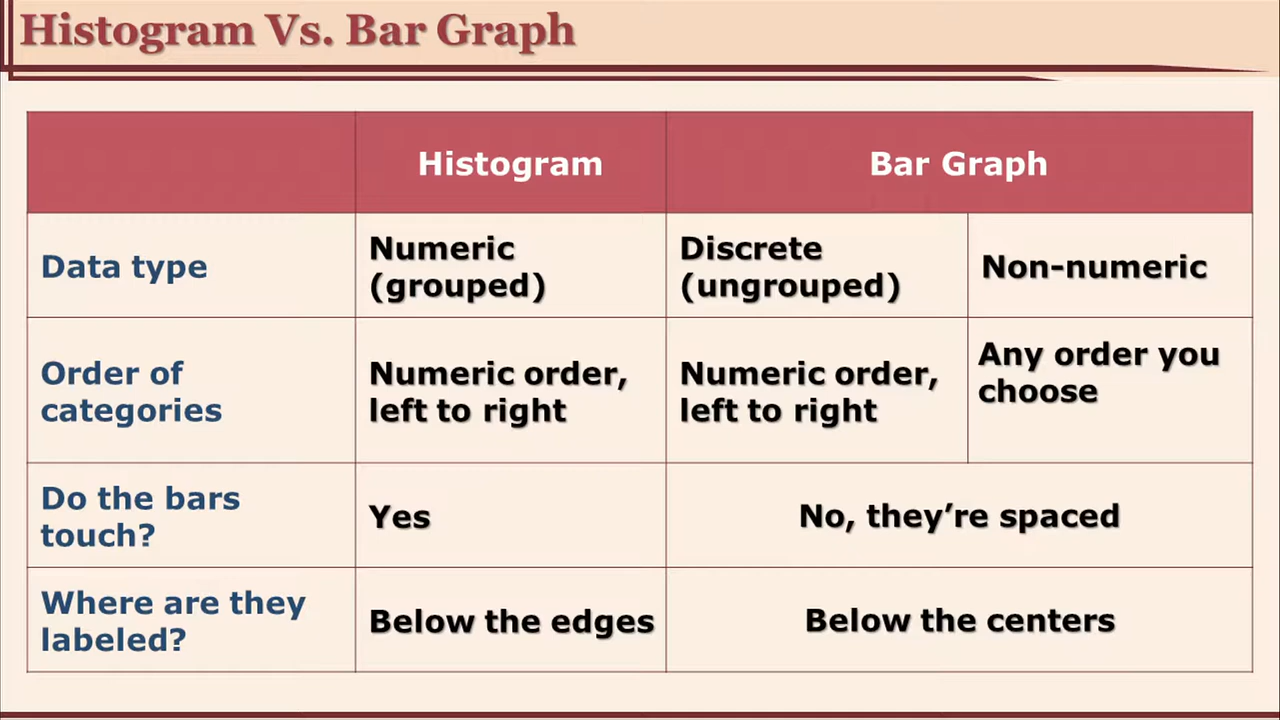 Histogram Vs. Bar Graph
Histogram
Bar Graph
Data type
Numeric
(grouped)
Discrete
(ungrouped)
Non-numeric
Order of
categories
Numeric order,
left to right
Numeric order,
left to right
Any order you
choose
Do the bars
touch?
Yes
No, they’re spaced
Where are they
labeled?
Below the edges
Below the centers